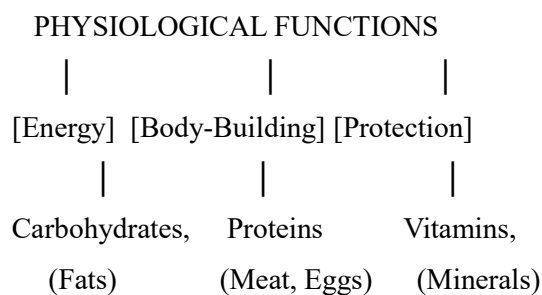 PHYSIOLOGICAL FUNCTIONS
[Energy] [Body-Building] [Protection]
Carbohydrates, Proteins Vitamins,
(Fats) (Meat, Eggs) (Minerals)